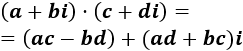 (a + bi) · (c + di) =
= (ac − bd) + (ad + bc)i